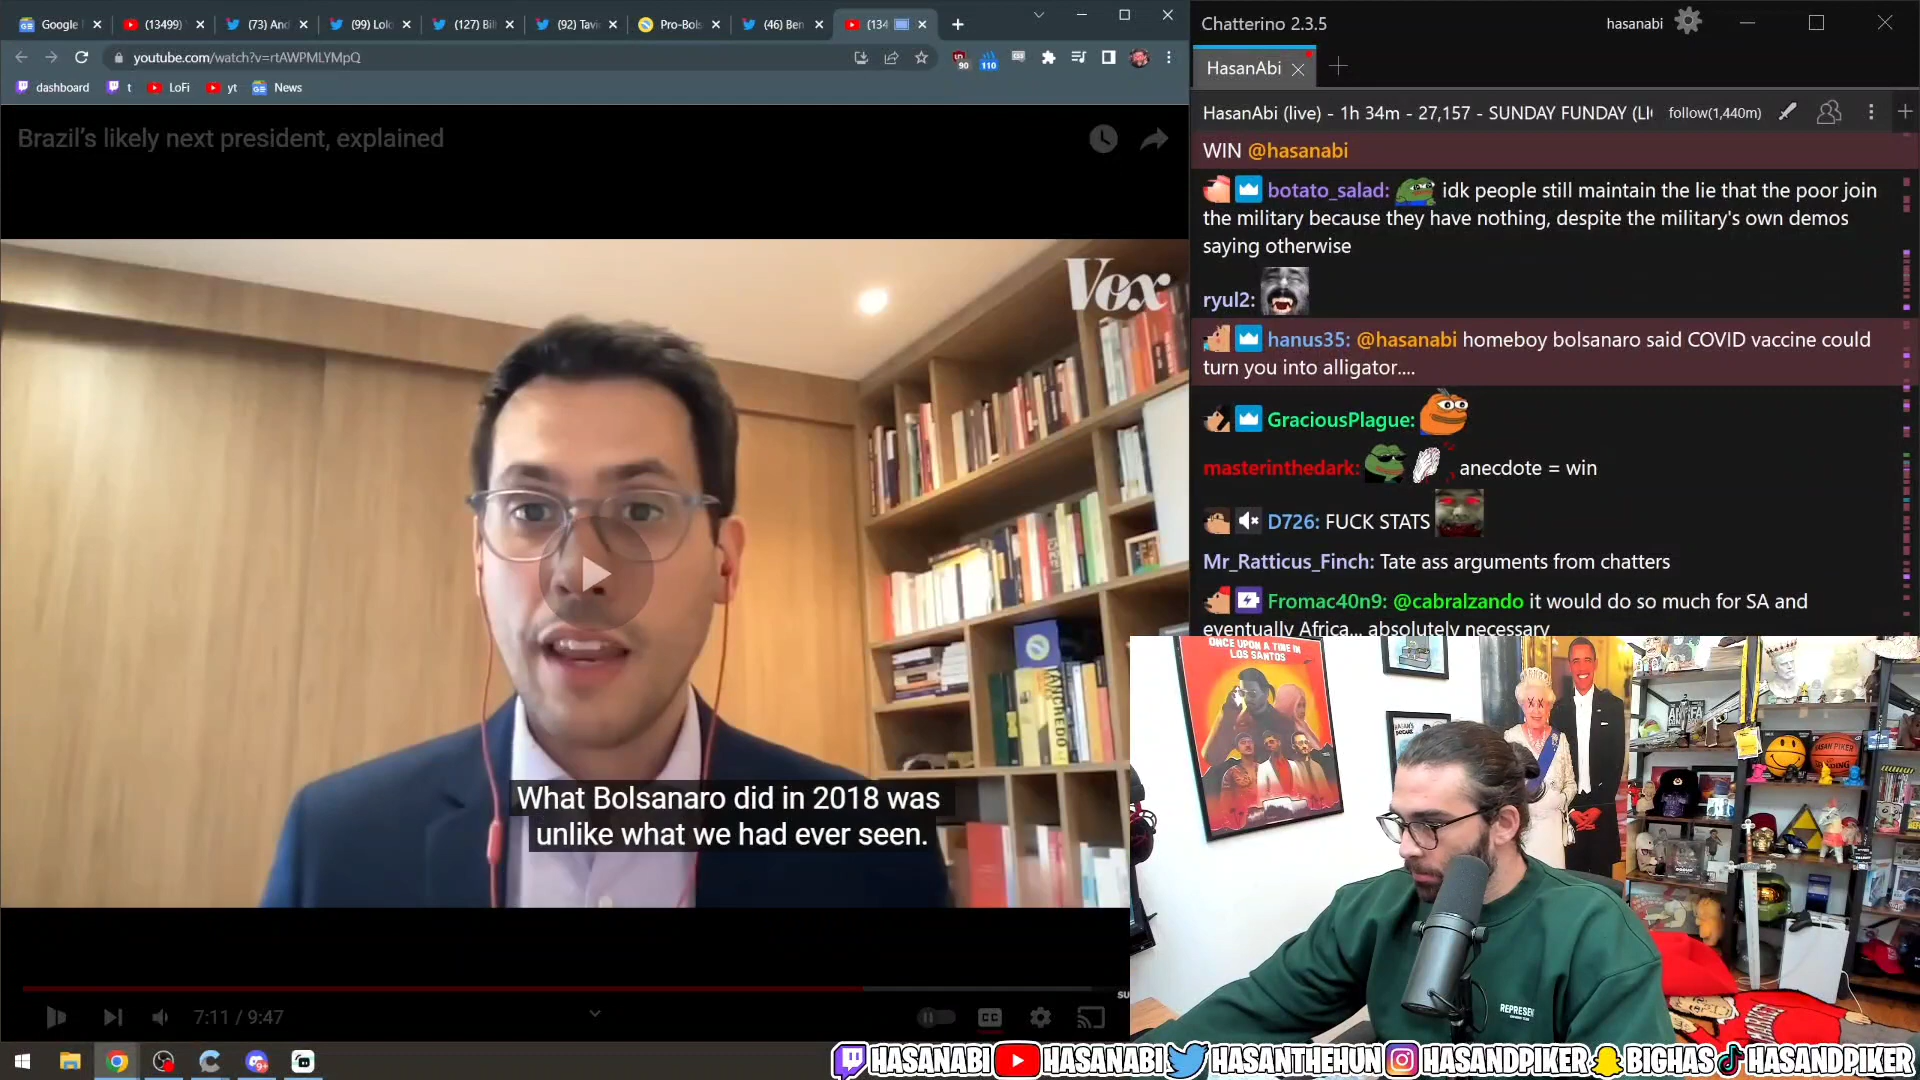 Google
(13499)
(73) And
(99) Lol
(127) Bil
(92) Tavi
Pro-Bol
(46) Ben
(134
youtube.com/watch?v=rtAWPMLYMpQ
90
110
dashboard
t
LoFi
yt
News
Brazil's likely next president, explained
Vox
What Bolsanaro did in 2018 was
unlike what we had ever seen.
7:11 / 9:47
CC
Chatterino 2.3.5
hasanabi
HasanAbi
HasanAbi (live) - 1h 34m - 27,157 - SUNDAY FUNDAY (LI
follow(1,440m)
WIN @hasanabi
botato_salad: idk people still maintain the lie that the poor join
the military because they have nothing, despite the military's own demos
saying otherwise
ryul2:
hanus35: @hasanabi homeboy bolsanaro said COVID vaccine could
turn you into alligator....
GraciousPlague:
masterinthedark: anecdote = win
D726: FUCK STATS
Mr_Ratticus_Finch: Tate ass arguments from chatters
Fromac40n9: @cabralzando it would do so much for SA and
eventually Africa... absolutely necessary
ONCE UPON A TIME IN
LOS SANTOS
HASAN PIKER
REPRESENT
HASANABI HASANABI HASANTHEHUN HASANDPIKER BIGHAS HASANDPIKER